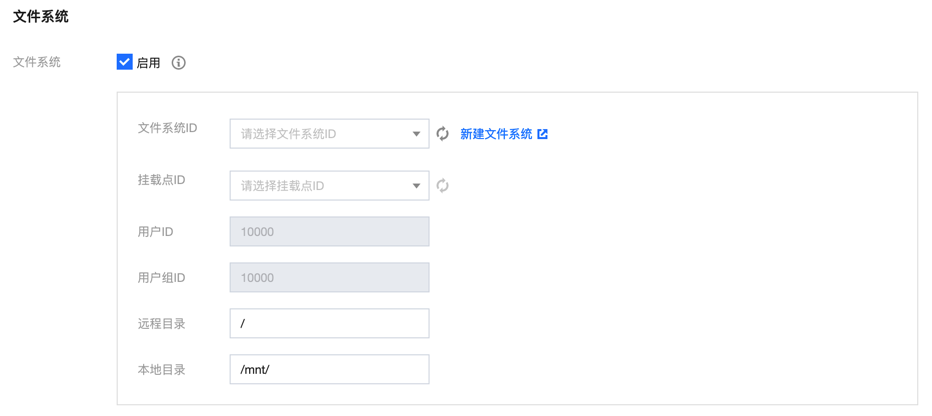 文件系统
文件系统 启用
文件系统ID 请选择文件系统ID 新建文件系统
挂载点ID 请选择挂载点ID
用户ID 10000
用户组ID 10000
远程目录 /
本地目录 /mnt/